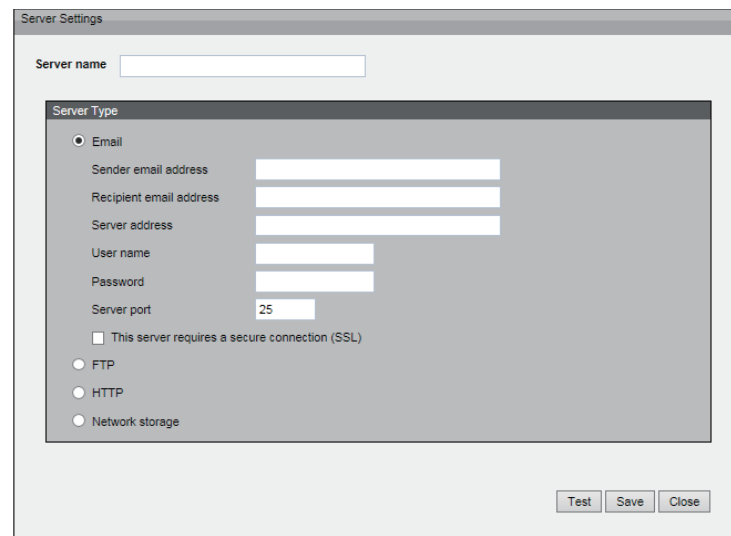 Server Settings
Server name
Server Type
Email
Sender email address
Recipient email address
Server address
User name
Password
Server port 25
This server requires a secure connection (SSL)
FTP
HTTP
Network storage
Test Save Close